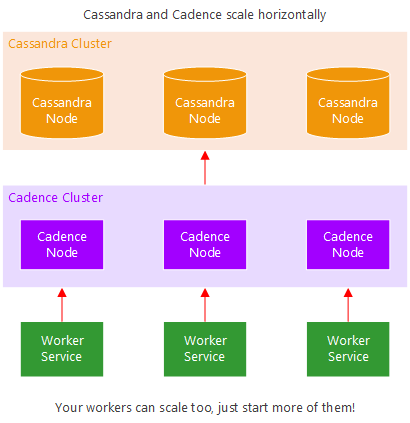 Cassandra and Cadence scale horizontally
Cassandra Cluster
Cassandra
Node
Cassandra
Node
Cassandra
Node
Cadence Cluster
Cadence
Node
Cadence
Node
Cadence
Node
Worker
Service
Worker
Service
Worker
Service
Your workers can scale too, just start more of them!